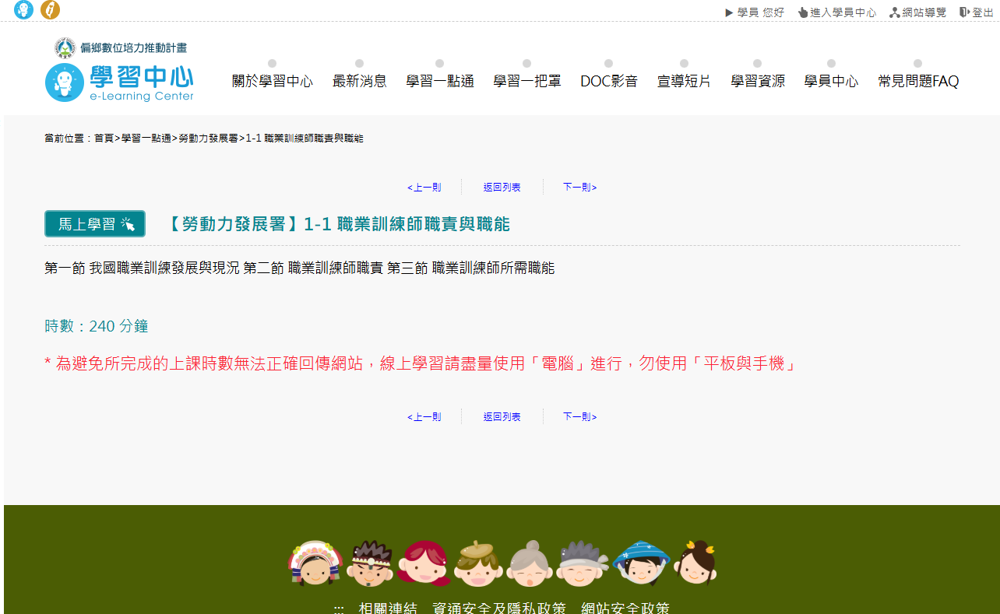 學員 您好 進入學員中心 網站導覽 登出
偏鄉數位培力推動計畫
學習中心
e-Learning Center
關於學習中心 最新消息 學習一點通 學習一把罩 DOC影音 宣導短片 學習資源 學員中心 常見問題FAQ
當前位置：首頁>學習一點通>勞動力發展署>1-1 職業訓練師職責與職能
<上一則 返回列表 下一則>
馬上學習 【勞動力發展署】1-1 職業訓練師職責與職能
第一節 我國職業訓練發展與現況 第二節 職業訓練師職責 第三節 職業訓練師所需職能
時數：240 分鐘
* 為避免所完成的上課時數無法正確回傳網站，線上學習請盡量使用「電腦」進行，勿使用「平板與手機」
<上一則 返回列表 下一則>
::: 相關連結 資通安全及隱私政策 網站安全政策